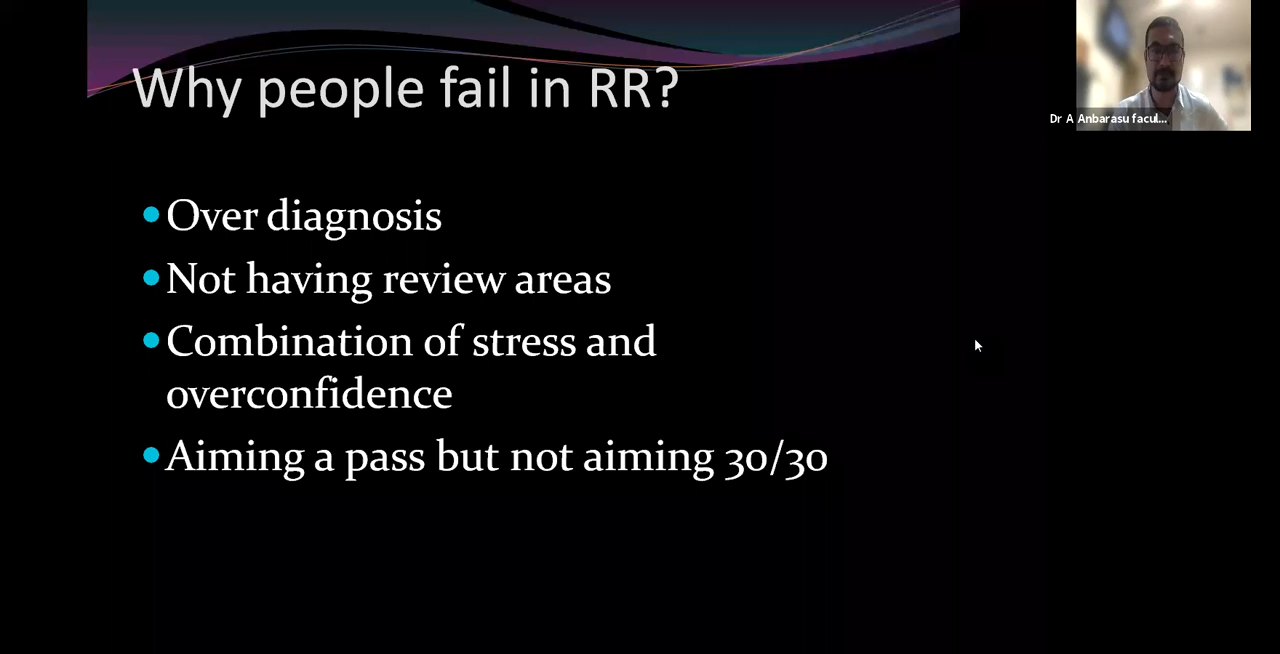 Why people fail in RR?
Dr A Anbarasu facul...
Over diagnosis
Not having review areas
Combination of stress and
overconfidence
Aiming a pass but not aiming 30/30